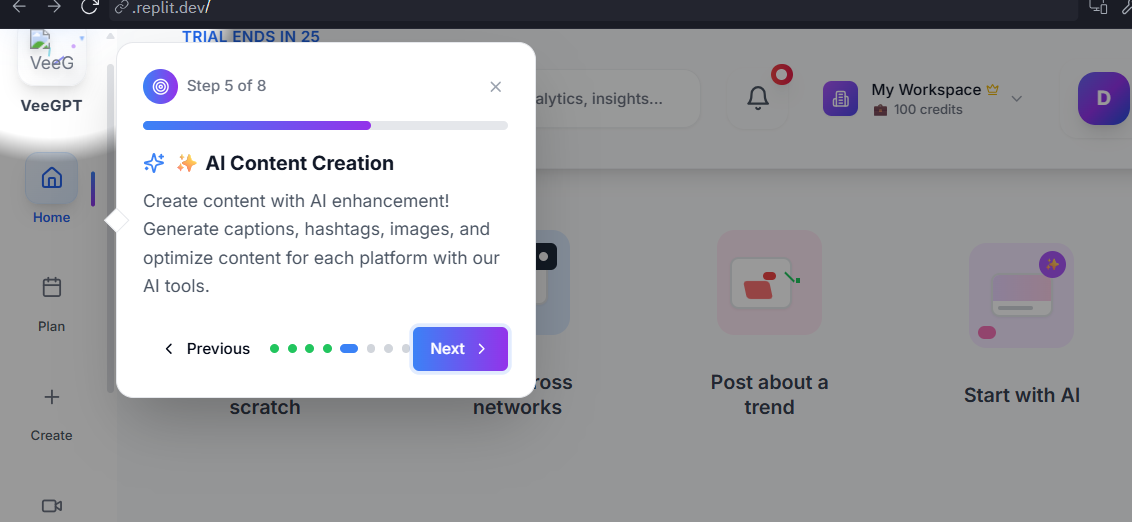 .replit.dev/
TRIAL ENDS IN 25
VeeG
VeeGPT
Step 5 of 8
alytics, insights...
My Workspace
100 credits
D
AI Content Creation
Create content with AI enhancement!
Generate captions, hashtags, images, and
optimize content for each platform with our
AI tools.
Home
Previous
Next
Plan
scratch
ross
networks
Post about a
trend
Start with AI
Create